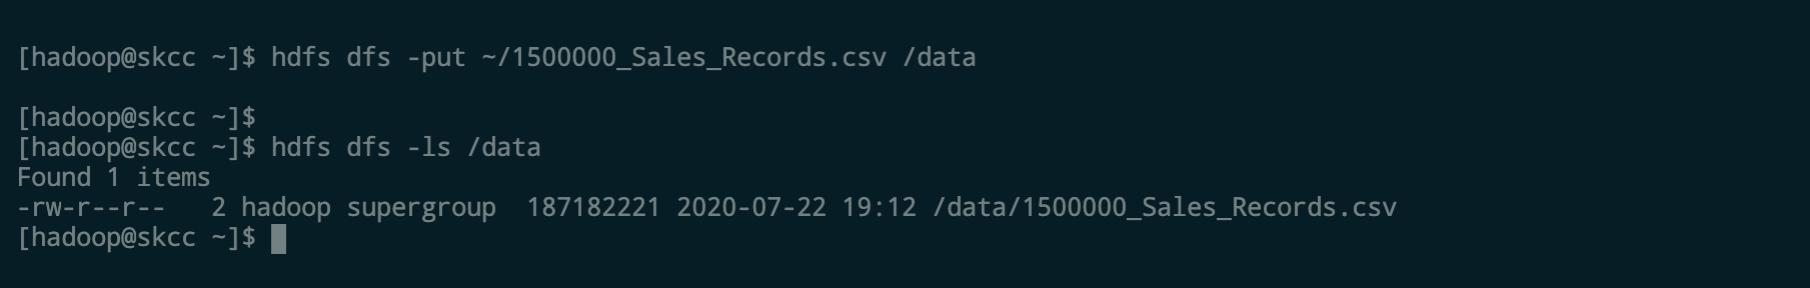 [hadoop@skcc ~]$ hdfs dfs -put ~/1500000_Sales_Records.csv /data
[hadoop@skcc ~]$
[hadoop@skcc ~]$ hdfs dfs -ls /data
Found 1 items
-rw-r--r--   2 hadoop supergroup  187182221 2020-07-22 19:12 /data/1500000_Sales_Records.csv
[hadoop@skcc ~]$